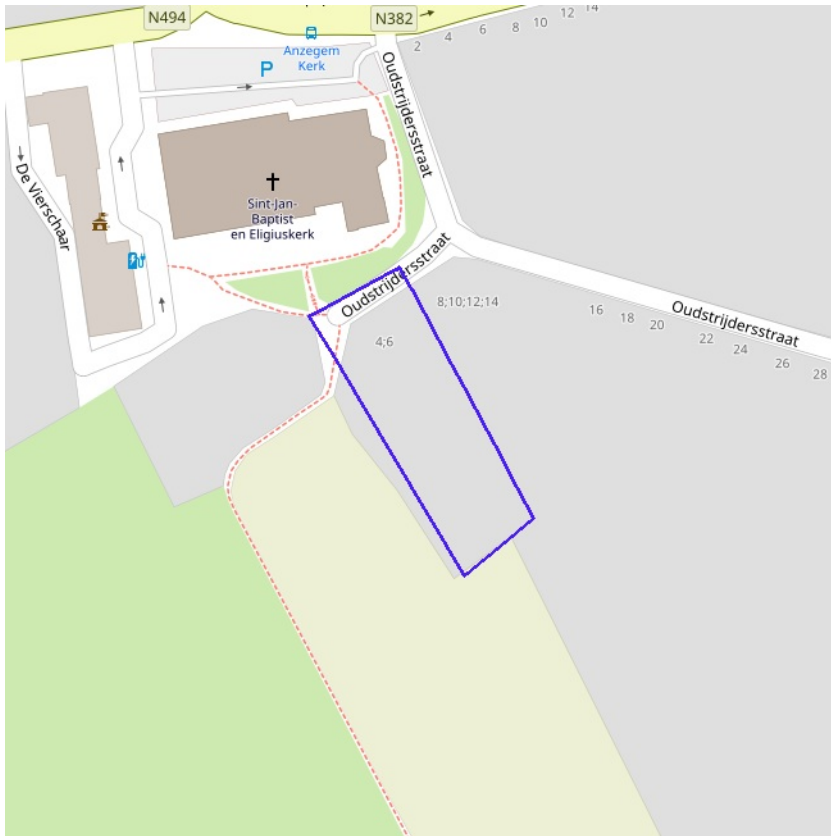 N494
N382
2
4
6
8
10
12
14
Anzegem
Kerk
P
Oudstrijdersstraat
De Vierschaar
Sint-Jan-
Baptist
en Eligiuskerk
Oudstrijdersstraat
8;10;12;14
4;6
Oudstrijdersstraat
16
18
20
22
24
26
28